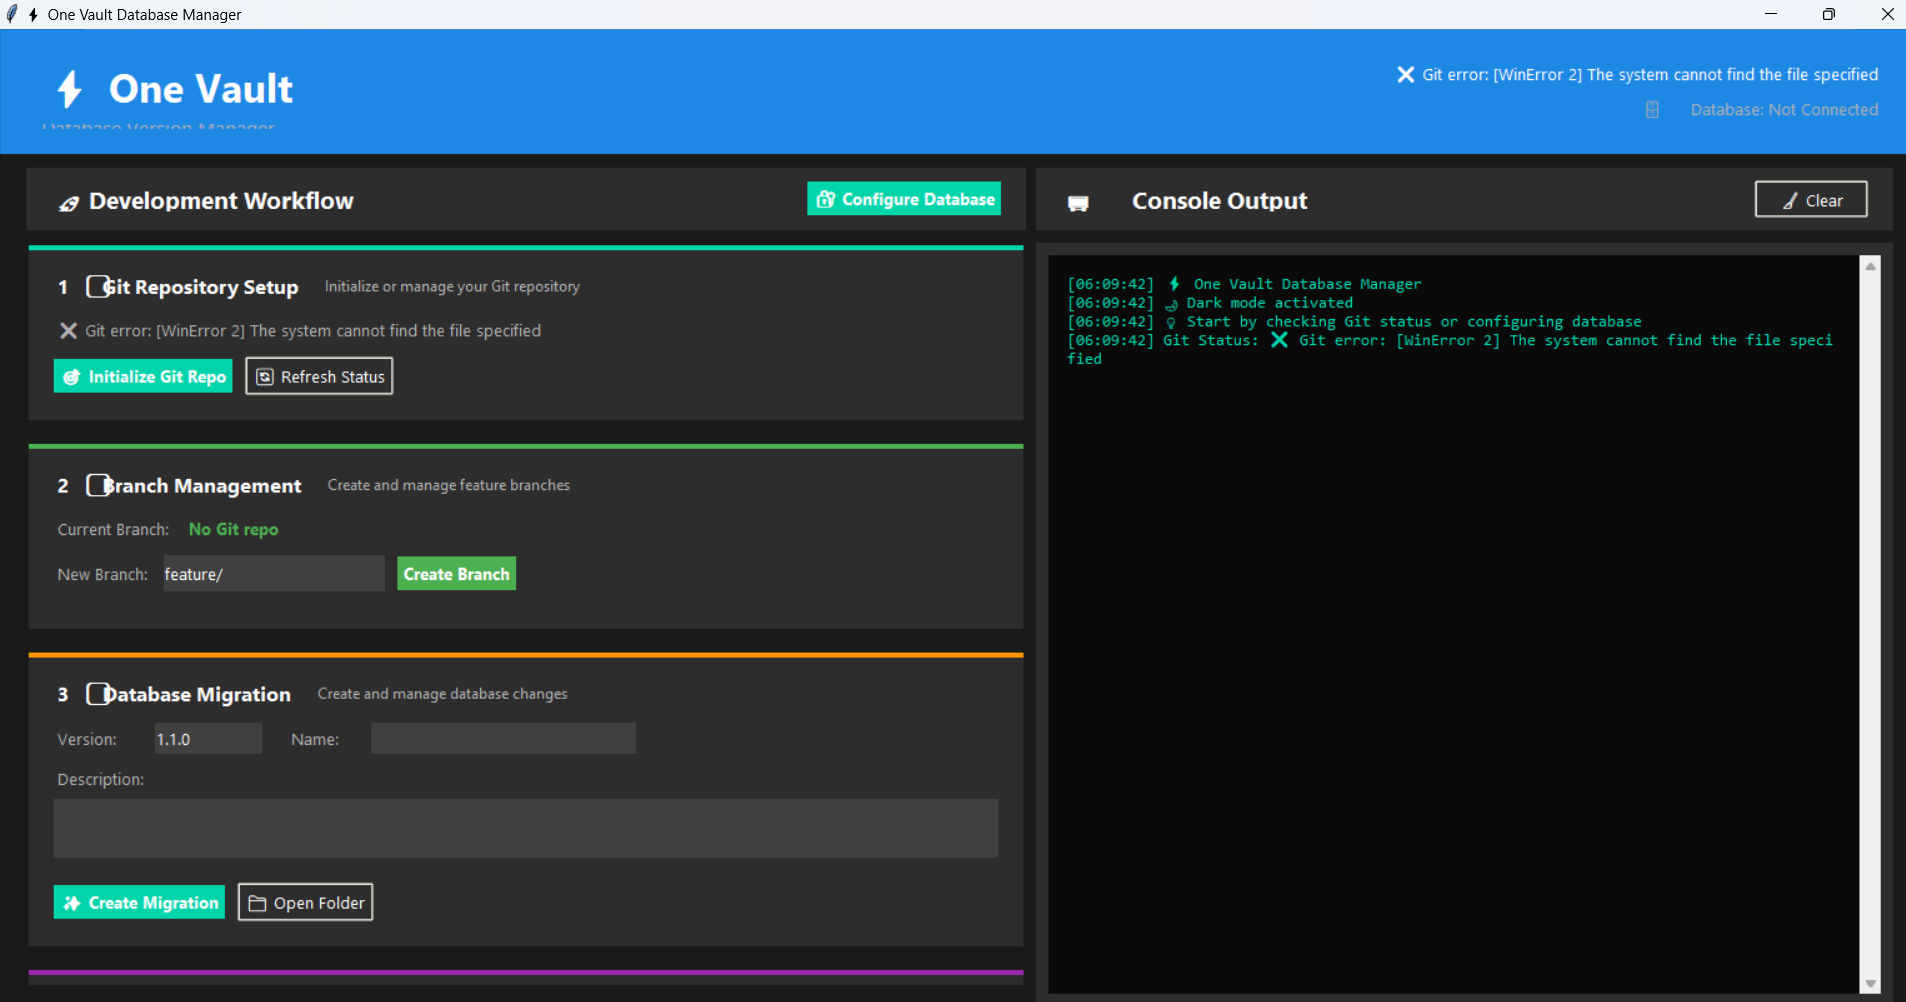 One Vault Database Manager
One Vault
Database Version Manager
Git error: [WinError 2] The system cannot find the file specified
Database: Not Connected
Development Workflow
Configure Database
1 Git Repository Setup Initialize or manage your Git repository
Git error: [WinError 2] The system cannot find the file specified
Initialize Git Repo Refresh Status
2 Branch Management Create and manage feature branches
Current Branch: No Git repo
New Branch: feature/ Create Branch
3 Database Migration Create and manage database changes
Version: 1.1.0 Name:
Description:
Create Migration Open Folder
Console Output
Clear
[06:09:42] One Vault Database Manager
[06:09:42] Dark mode activated
[06:09:42] Start by checking Git status or configuring database
[06:09:42] Git Status: Git error: [WinError 2] The system cannot find the file speci
fied